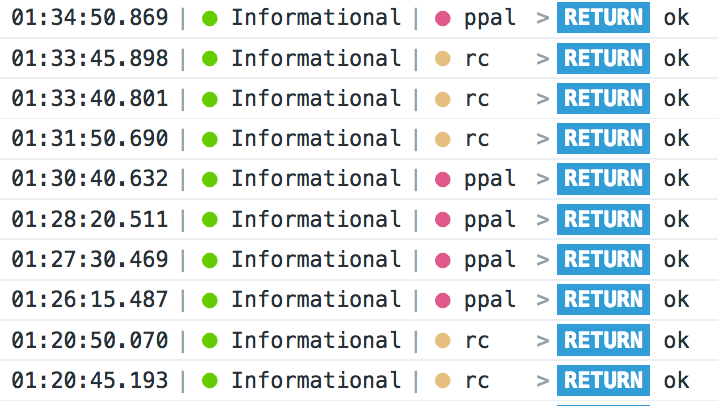 01:34:50.869 | Informational | ppal > RETURN ok
01:33:45.898 | Informational | rc > RETURN ok
01:33:40.801 | Informational | rc > RETURN ok
01:31:50.690 | Informational | rc > RETURN ok
01:30:40.632 | Informational | ppal > RETURN ok
01:28:20.511 | Informational | ppal > RETURN ok
01:27:30.469 | Informational | ppal > RETURN ok
01:26:15.487 | Informational | ppal > RETURN ok
01:20:50.070 | Informational | rc > RETURN ok
01:20:45.193 | Informational | rc > RETURN ok